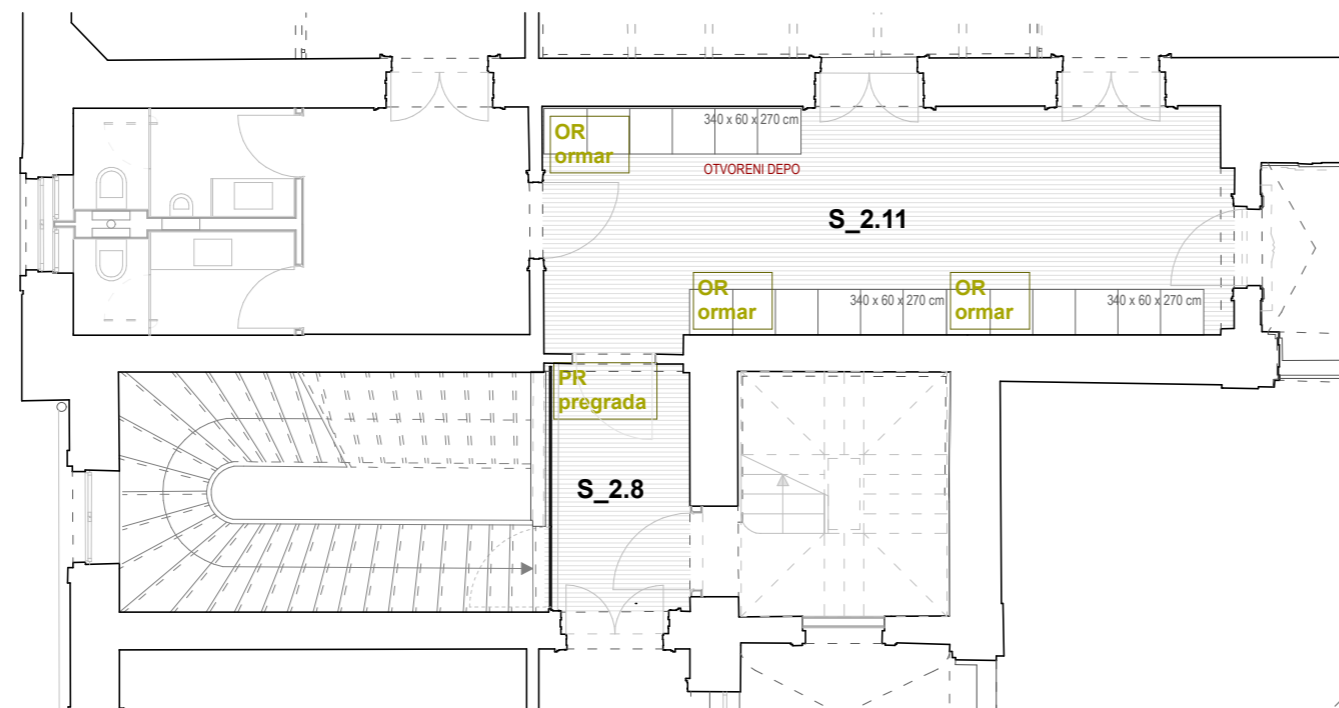 OR
ormar
340 x 60 x 270 cm
OTVORENI DEPO
S_2.11
OR
ormar
340 x 60 x 270 cm
OR
ormar
340 x 60 x 270 cm
PR
pregrada
S_2.8